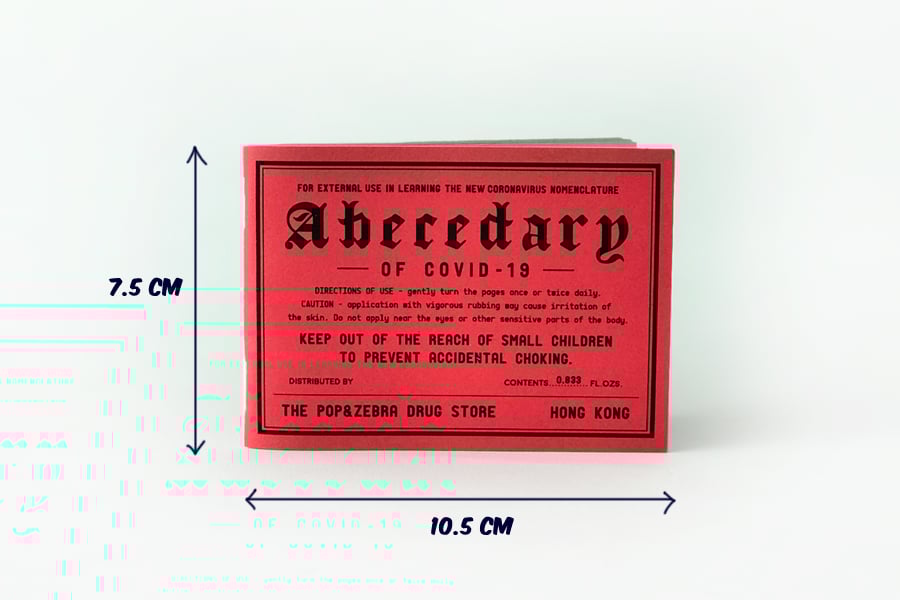 FOR EXTERNAL USE IN LEARNING THE NEW CORONAVIRUS NOMENCLATURE
Abecedary
OF COVID-19
DIRECTIONS OF USE - gently turn the pages once or twice daily.
CAUTION - application with vigorous rubbing may cause irritation of
the skin. Do not apply near the eyes or other sensitive parts of the body.
KEEP OUT OF THE REACH OF SMALL CHILDREN
TO PREVENT ACCIDENTAL CHOKING.
DISTRIBUTED BY CONTENTS...0.833...FL.OZS.
THE POP&ZEBRA DRUG STORE HONG KONG
7.5 CM
10.5 CM